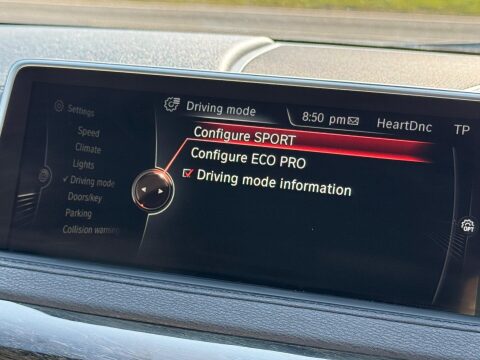 Settings
Speed
Climate
Lights
Driving mode
Doors/key
Parking
Collision warning
Driving mode
8:50 pm
HeartDnc
TP
Configure SPORT
Configure ECO PRO
Driving mode information
OPT